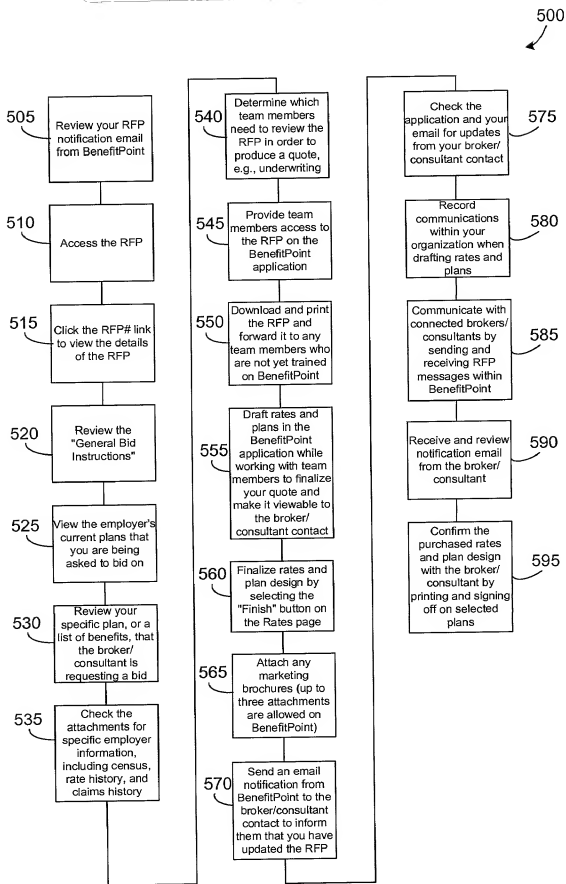 500
505
Review your RFP
notification email
from BenefitPoint
510
Access the RFP
515
Click the RFP# link
to view the details
of the RFP
520
Review the
"General Bid
Instructions"
525
View the employer's
current plans that
you are being
asked to bid on
530
Review your
specific plan, or a
list of benefits, that
the broker/
consultant is
requesting a bid
535
Check the
attachments for
specific employer
information,
including census,
rate history, and
claims history
540
Determine which
team members
need to review the
RFP in order to
produce a quote,
e.g., underwriting
545
Provide team
members access to
the RFP on the
BenefitPoint
application
550
Download and print
the RFP and
forward it to any
team members who
are not yet trained
on BenefitPoint
555
Draft rates and
plans in the
BenefitPoint
application while
working with team
members to finalize
your quote and
make it viewable to
the broker/
consultant contact
560
Finalize rates and
plan design by
selecting the
"Finish" button on
the Rates page
565
Attach any
marketing
brochures (up to
three attachments
are allowed on
BenefitPoint)
570
Send an email
notification from
BenefitPoint to the
broker/consultant
contact to inform
them that you have
updated the RFP
575
Check the
application and your
email for updates
from your broker/
consultant contact
580
Record
communications
within your
organization when
drafting rates and
plans
585
Communicate with
connected brokers/
consultants by
sending and
receiving RFP
messages within
BenefitPoint
590
Receive and review
notification email
from the broker/
consultant
595
Confirm the
purchased rates
and plan design
with the broker/
consultant by
printing and signing
off on selected
plans